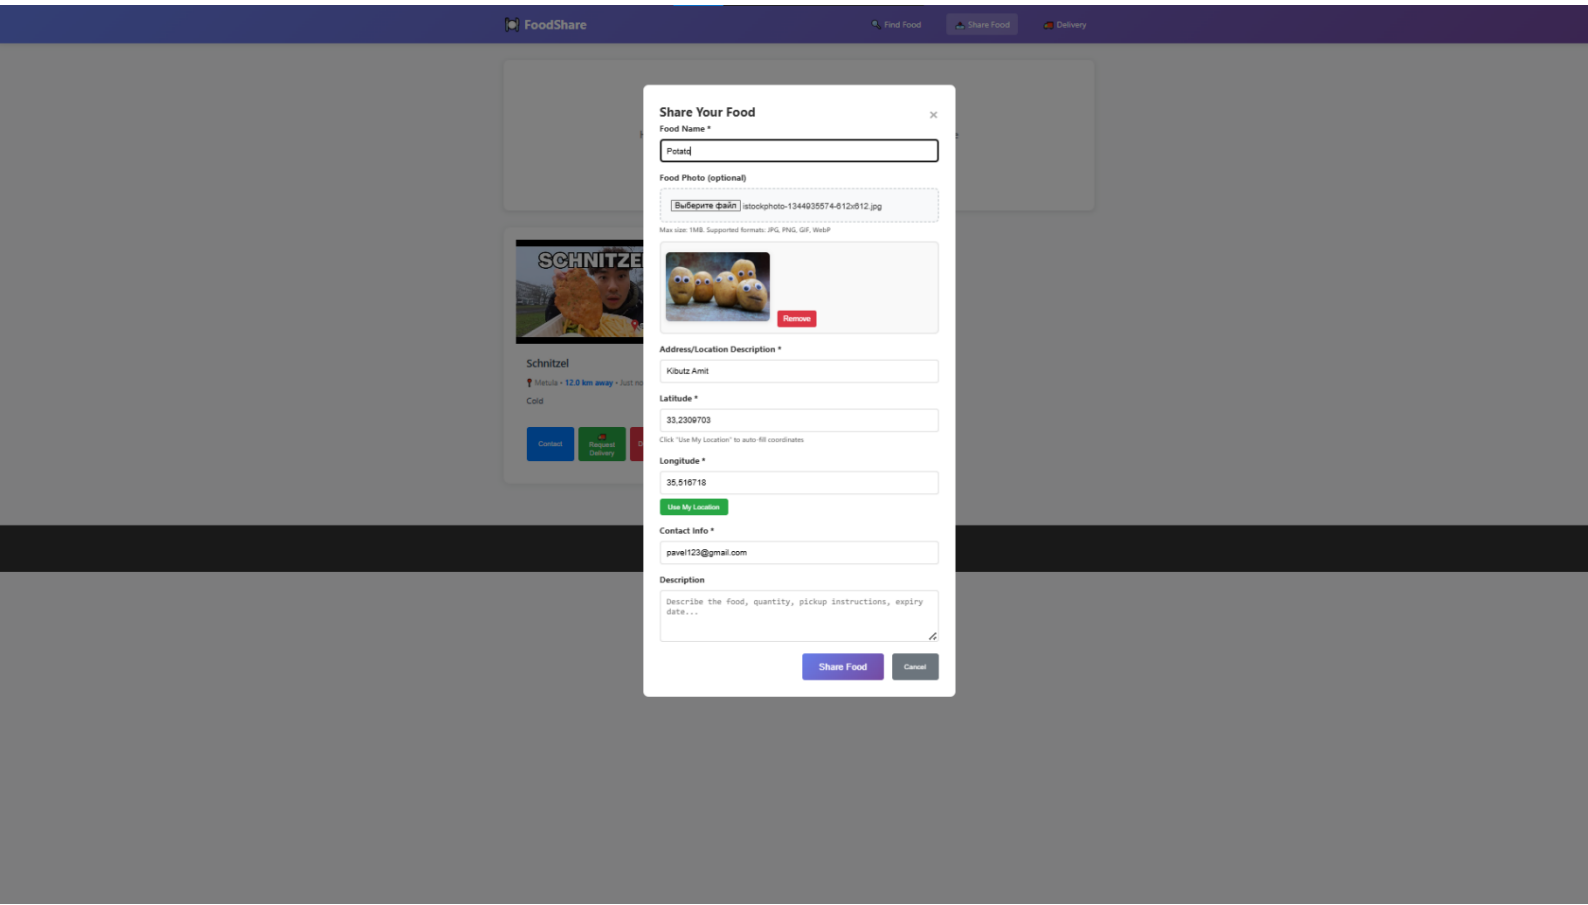 FoodShare
Find Food
Share Food
Delivery
Share Your Food
×
Food Name *
Potato
Food Photo (optional)
Выберите файл istockphoto-1344935574-612x612.jpg
Max size: 1MB. Supported formats: JPG, PNG, GIF, WebP
Remove
Address/Location Description *
Kibutz Amit
Latitude *
33,2309703
Click "Use My Location" to auto-fill coordinates
Longitude *
35,516718
Use My Location
Contact Info *
pavel123@gmail.com
Description
Describe the food, quantity, pickup instructions, expiry
date...
Share Food
Cancel
SCHNITZE
Schnitzel
Metula • 12.0 km away • Just no
Cold
Contact
Request
Delivery
D